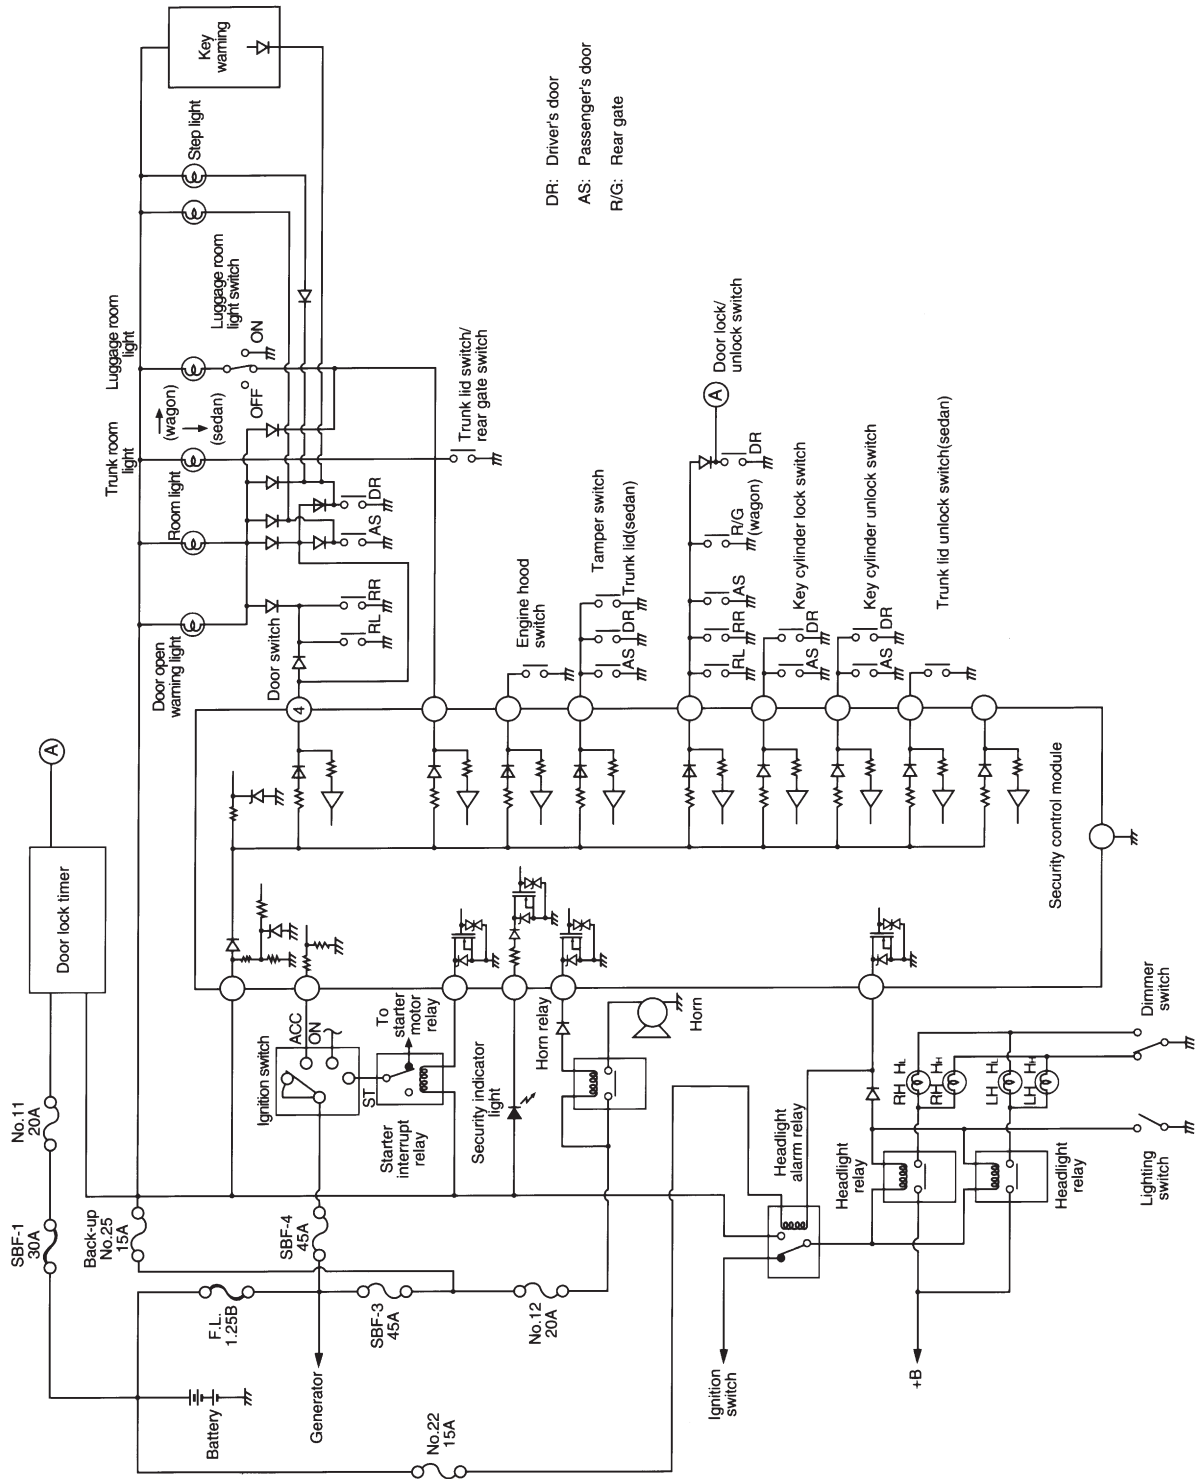 Key
warning
Step light
Luggage room
light switch
ON
OFF
Luggage room
light
(wagon)
(sedan)
Trunk room
light
Room light
Door open
warning light
Door switch
DR
AS
RR
RL
Trunk lid switch/
rear gate switch
DR: Driver's door
AS: Passenger's door
R/G: Rear gate
Engine hood
switch
Tamper switch
Trunk lid(sedan)
DR
AS
A
Door lock/
unlock switch
DR
R/G
(wagon)
AS
RR
RL
Key cylinder lock switch
DR
AS
Key cylinder unlock switch
DR
AS
Trunk lid unlock switch(sedan)
4
A
Door lock timer
Security control module
No.11
20A
SBF-1
30A
Back-up
No.25
15A
SBF-4
45A
F.L.
1.25B
SBF-3
45A
No.12
20A
Battery
Generator
No.22
15A
Ignition switch
ACC
ON
ST
To
starter
motor
relay
Starter
interrupt
relay
Security indicator
light
Horn relay
Horn
Headlight
alarm relay
Ignition
switch
Headlight
relay
Headlight
relay
+B
RH HL
RH HH
LH HL
LH HH
Dimmer
switch
Lighting
switch